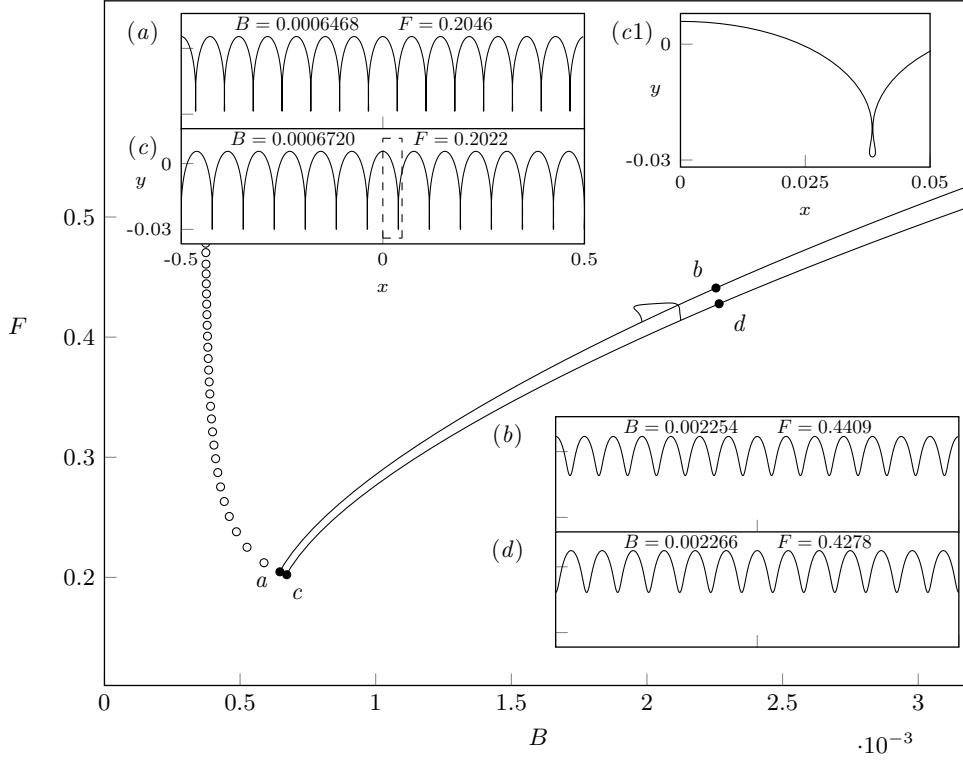 (a) B = 0.0006468 F = 0.2046
(c1)
0
y
-0.03
0 0.025 0.05
x
(c) B = 0.0006720 F = 0.2022
0
y
-0.03
-0.5 0 0.5
x
0.5
b
F
d
0.4
(b) B = 0.002254 F = 0.4409
0.3
(d) B = 0.002266 F = 0.4278
0.2
a
c
0 0.5 1 1.5 2 2.5 3
B
·10⁻³